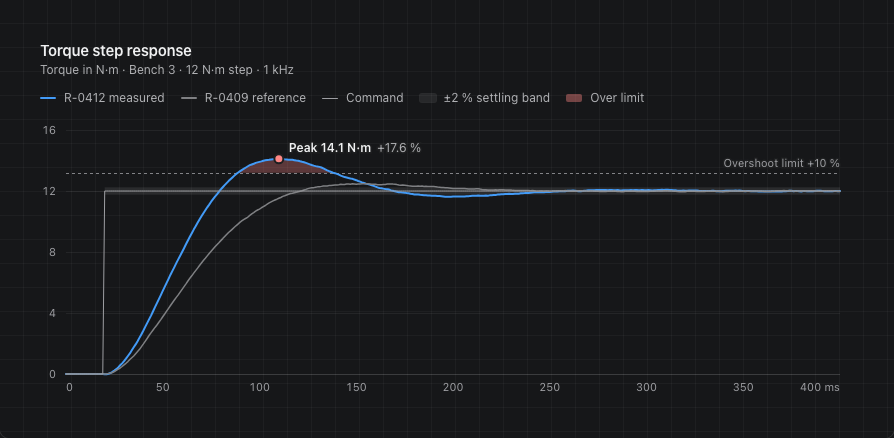 Torque step response
Torque in N·m · Bench 3 · 12 N·m step · 1 kHz
R-0412 measured R-0409 reference Command ±2 % settling band Over limit
16
Peak 14.1 N·m +17.6 %
Overshoot limit +10 %
12
8
4
0
0 50 100 150 200 250 300 350 400 ms